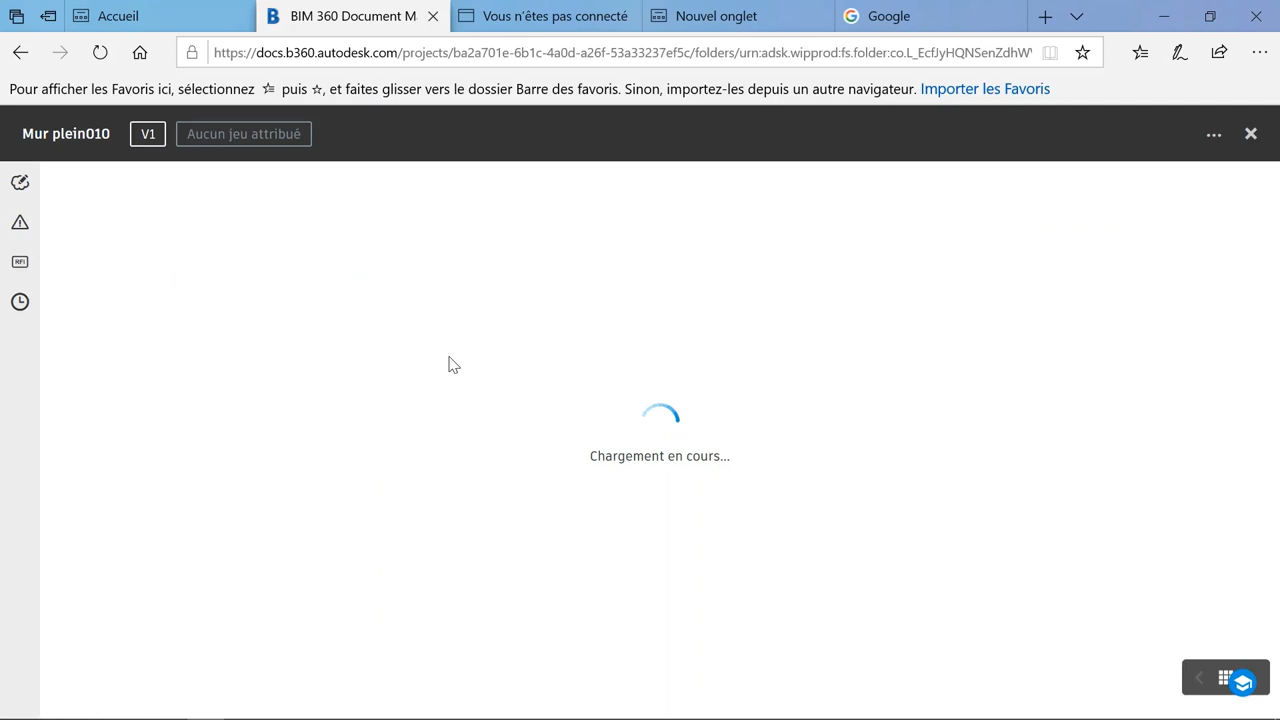 Accueil
BIM 360 Document M
Vous n'êtes pas connecté
Nouvel onglet
Google
https://docs.b360.autodesk.com/projects/ba2a701e-6b1c-4a0d-a26f-53a33237ef5c/folders/urn:adsk.wipprod:fs.folder:co.L_EcfJyHQNSenZdhW
Pour afficher les Favoris ici, sélectionnez puis ☆, et faites glisser vers le dossier Barre des favoris. Sinon, importez-les depuis un autre navigateur. Importer les Favoris
Mur plein010
V1
Aucun jeu attribué
RFI
Chargement en cours...